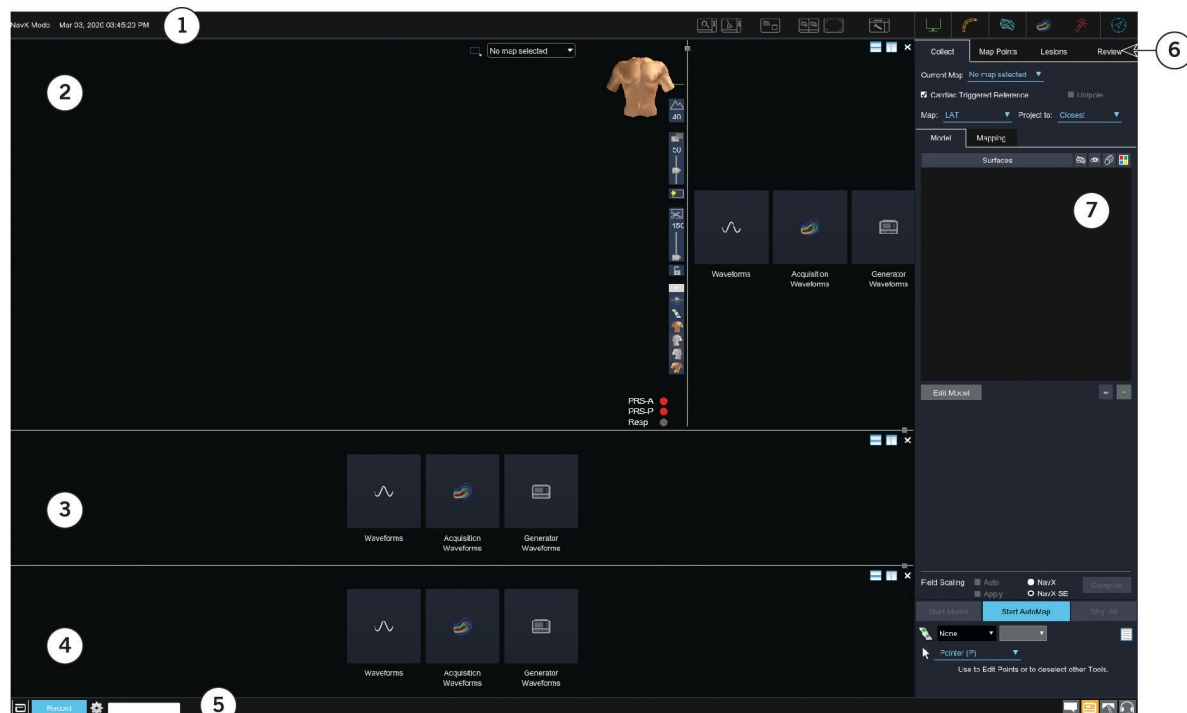 NavX Mode Mar 03, 2020 03:45:20 PM
1
2
No map selected
40
50
150
PRS-A
PRS-P
Resp
Waveforms
Acquisition
Waveforms
Generator
Waveforms
3
Waveforms
Acquisition
Waveforms
Generator
Waveforms
4
Waveforms
Acquisition
Waveforms
Generator
Waveforms
Record
5
Collect Map Points Lesions Review
6
Current Map No map selected
Cardiac Triggered Reference Unipole
Map: LAT Project to: Closest
Model Mapping
Surfaces
7
Edit Model
Field Scaling Auto NavX Compute
Apply NavX SE
Start Model Start AutoMap Stop All
None
Pointer (P)
Use to Edit Points or to deselect other Tools.